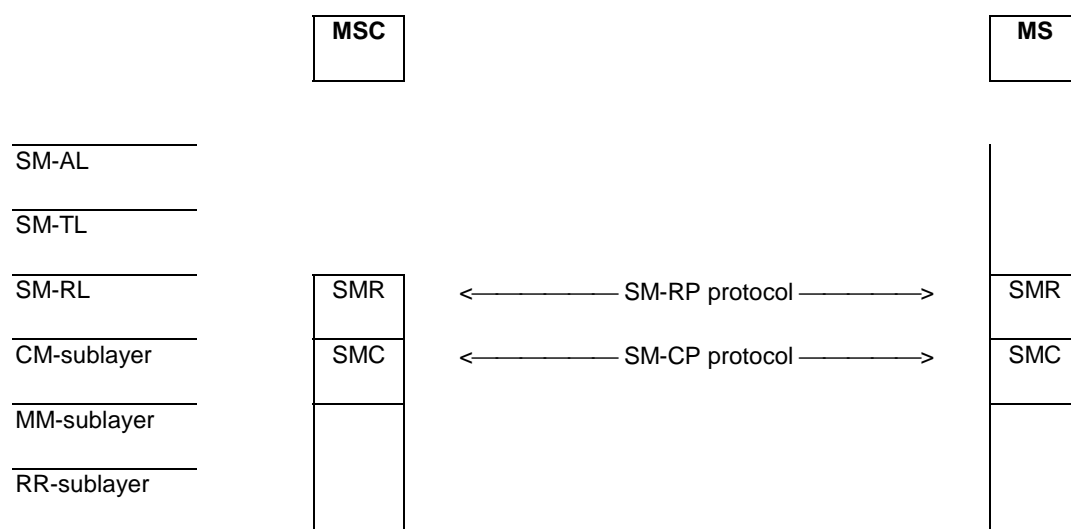 MSC MS
SM-AL
SM-TL
SM-RL SMR <—————— SM-RP protocol —————> SMR
CM-sublayer SMC <—————— SM-CP protocol —————> SMC
MM-sublayer
RR-sublayer